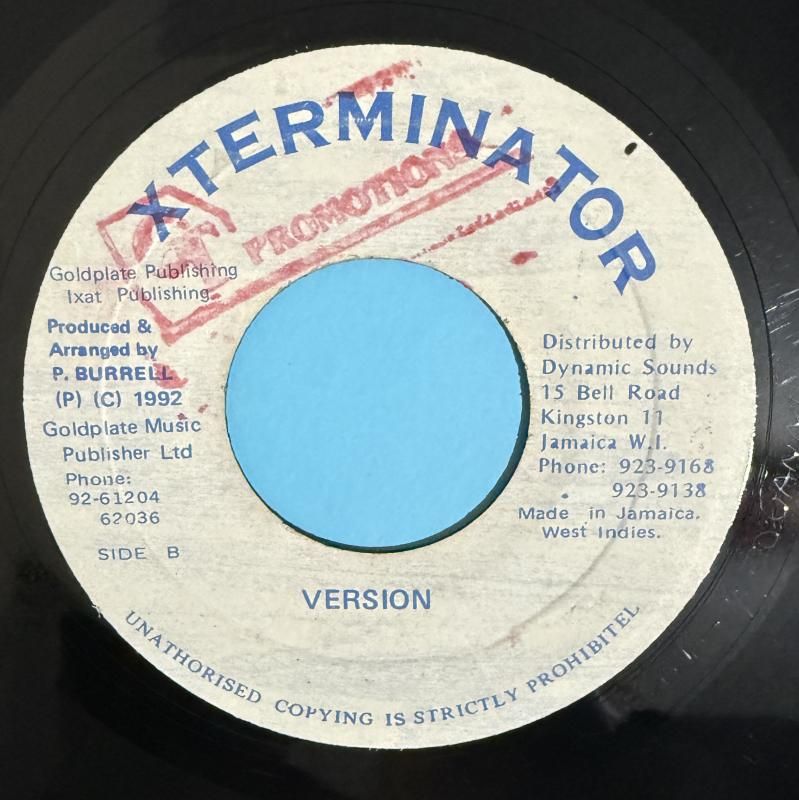 XTERMINATOR
PROMOTIONS
Goldplate Publishing
Ixat Publishing
Produced &
Arranged by
P. BURRELL
(P) (C) 1992
Goldplate Music
Publisher Ltd
Phone:
92-61204
62036
SIDE B
Distributed by
Dynamic Sounds
15 Bell Road
Kingston 11
Jamaica W.I.
Phone: 923-9168
923-9138
Made in Jamaica.
West Indies.
VERSION
UNATHORISED COPYING IS STRICTLY PROHIBITEL